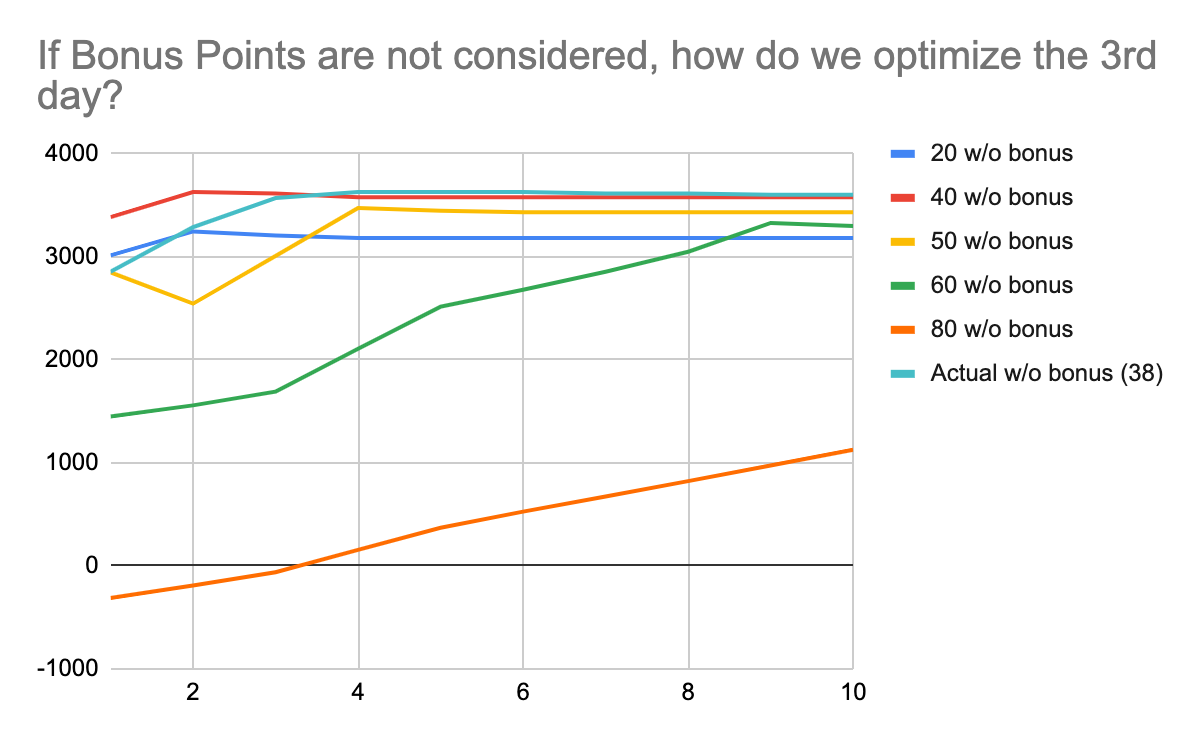 If Bonus Points are not considered, how do we optimize the 3rd
day?
4000
3000
2000
1000
0
-1000
2
4
6
8
10
20 w/o bonus
40 w/o bonus
50 w/o bonus
60 w/o bonus
80 w/o bonus
Actual w/o bonus (38)